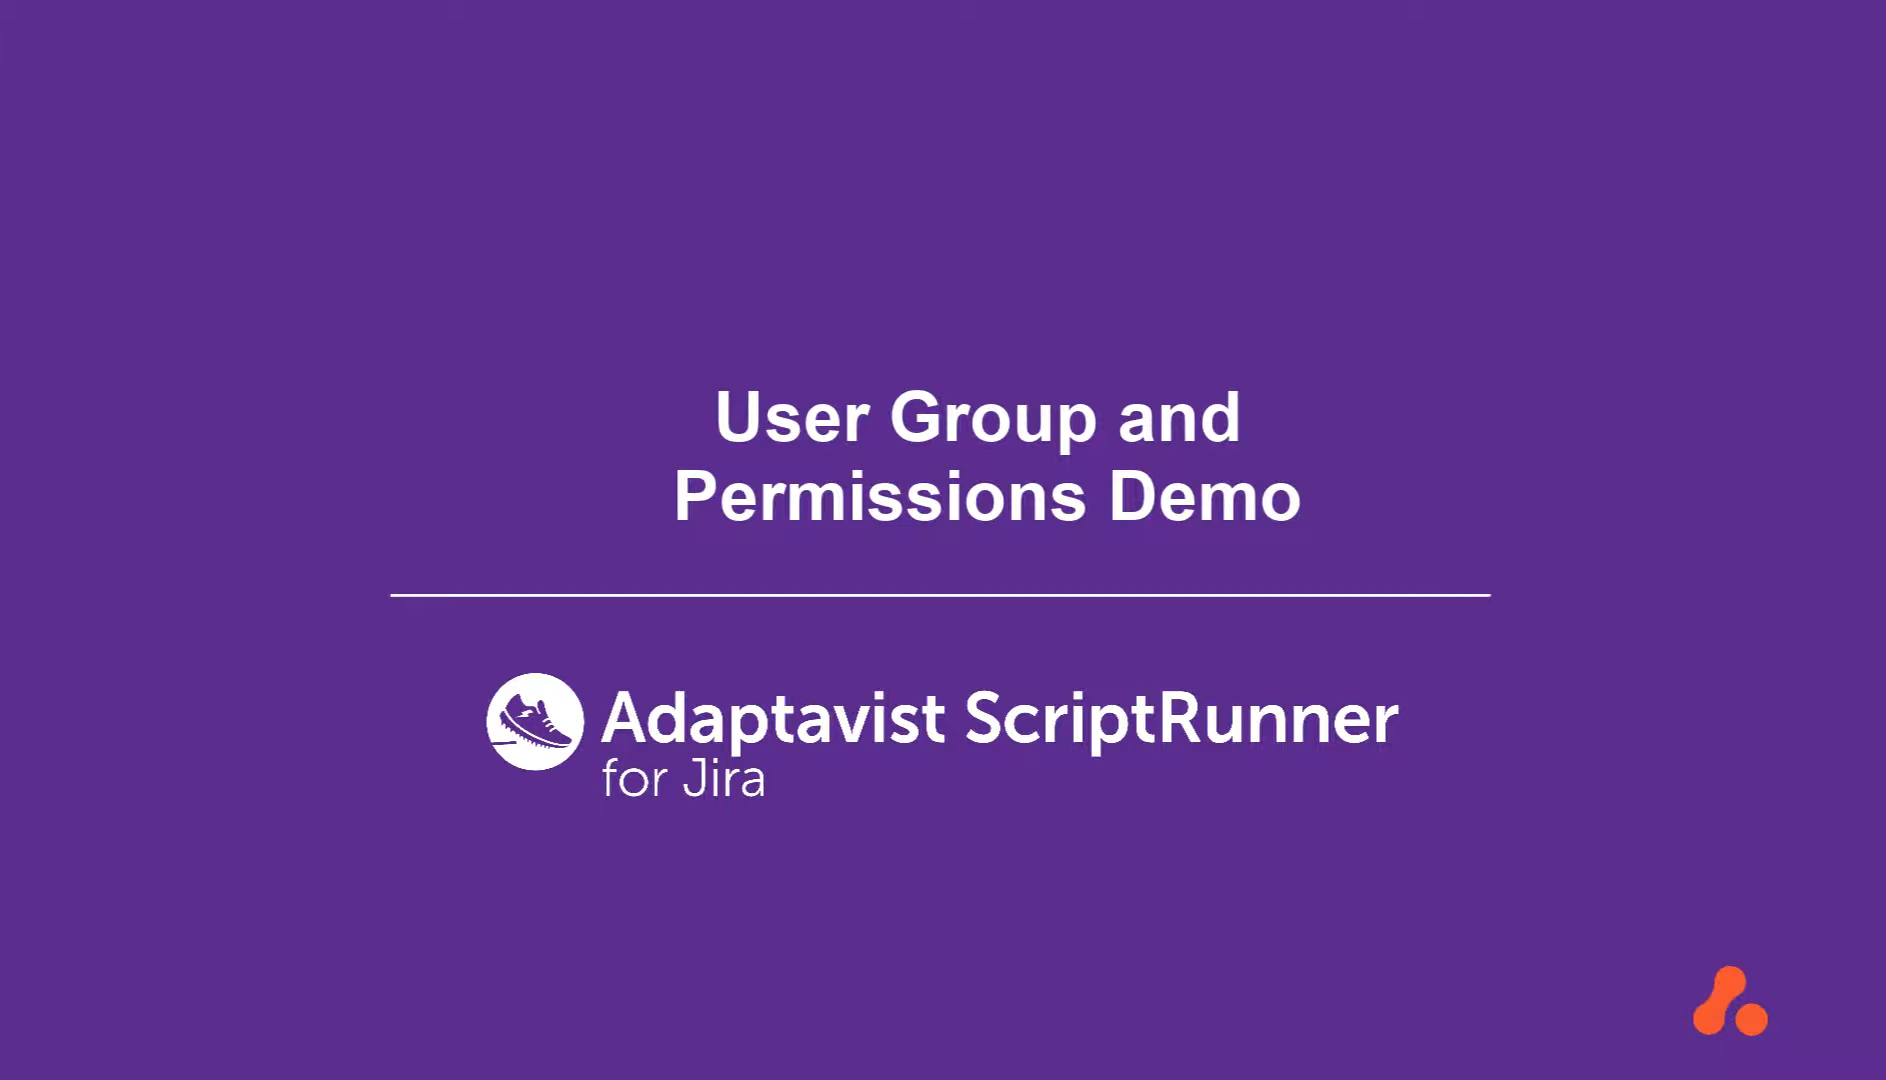 User Group and
Permissions Demo
Adaptavist ScriptRunner
for Jira